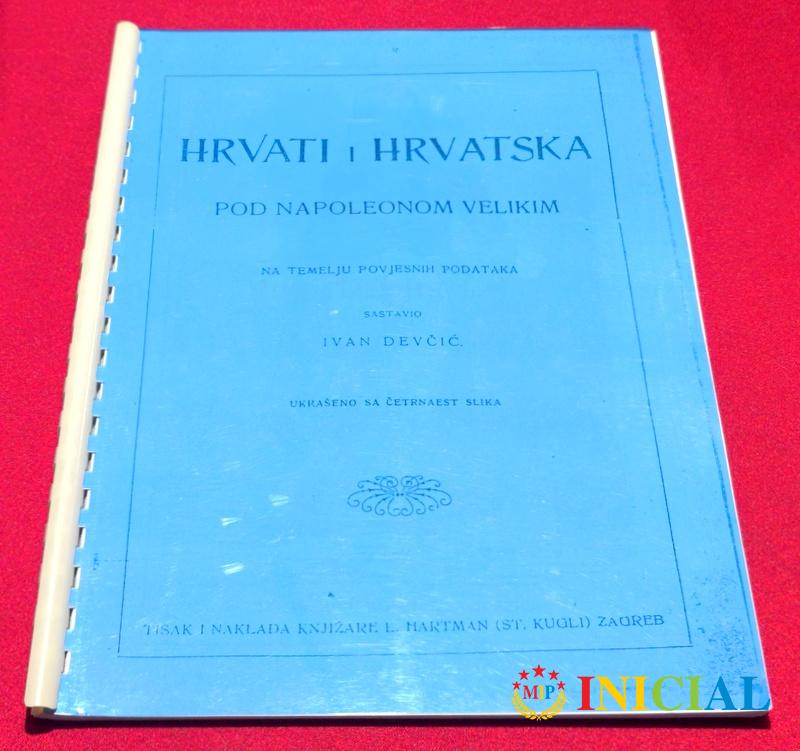 HRVATI I HRVATSKA
POD NAPOLEONOM VELIKIM
NA TEMELJU POVJESNIH PODATAKA
SASTAVIO
IVAN DEVČIĆ.
UKRAŠENO SA ČETRNAEST SLIKA
TISAK I NAKLADA KNJIŽARE L. HARTMAN (ST. KUGLI) ZAGREB
MIP INICIAL